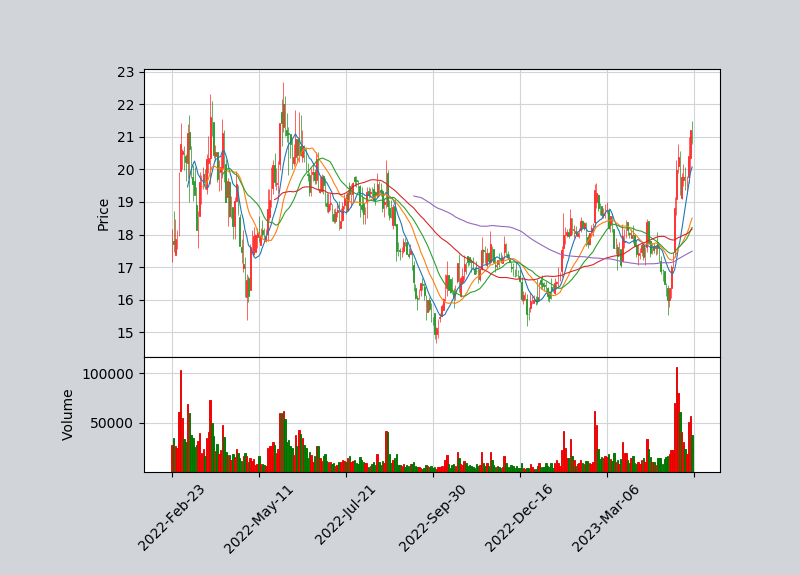 23
22
21
20
19
18
17
16
15
Price
100000
50000
Volume
2022-Feb-23
2022-May-11
2022-Jul-21
2022-Sep-30
2022-Dec-16
2023-Mar-06